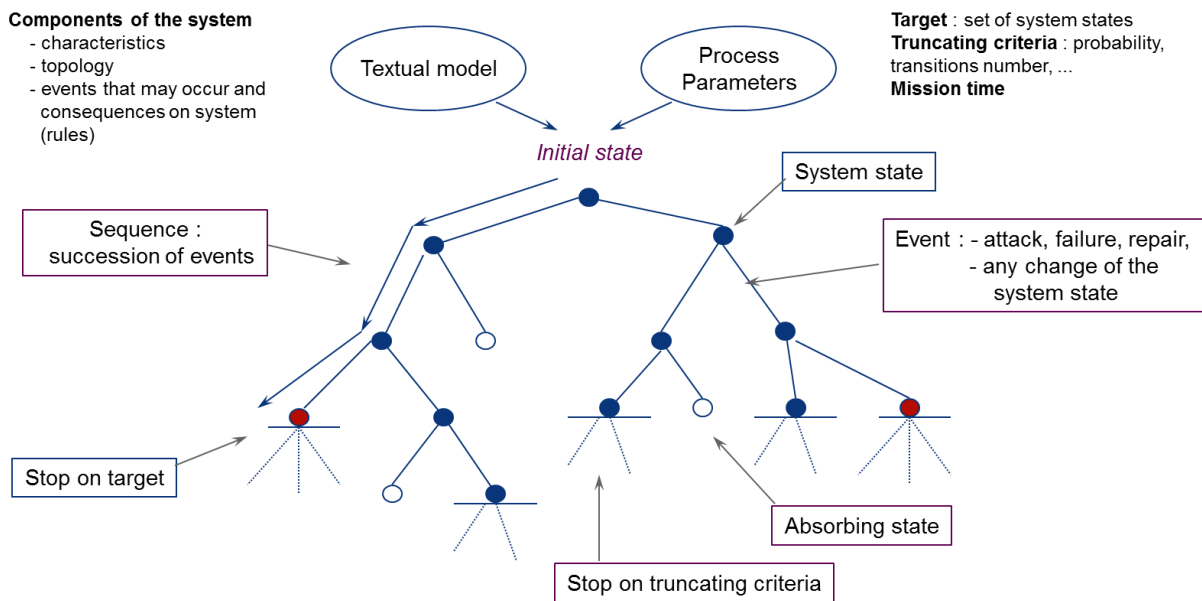 Components of the system
- characteristics
- topology
- events that may occur and
consequences on system
(rules)
Textual model
Process
Parameters
Target : set of system states
Truncating criteria : probability,
transitions number, ...
Mission time
Initial state
System state
Sequence :
succession of events
Event : - attack, failure, repair,
- any change of the
system state
Stop on target
Absorbing state
Stop on truncating criteria